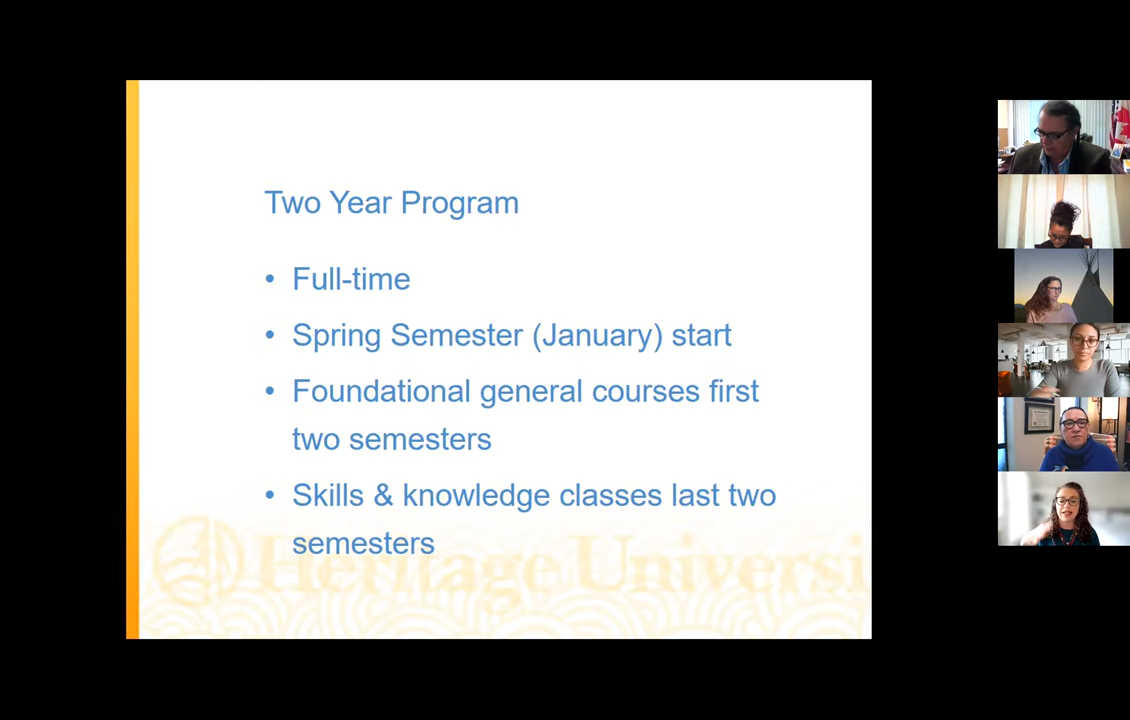 Two Year Program
• Full-time
• Spring Semester (January) start
• Foundational general courses first
two semesters
• Skills & knowledge classes last two
semesters
Heritage Universi